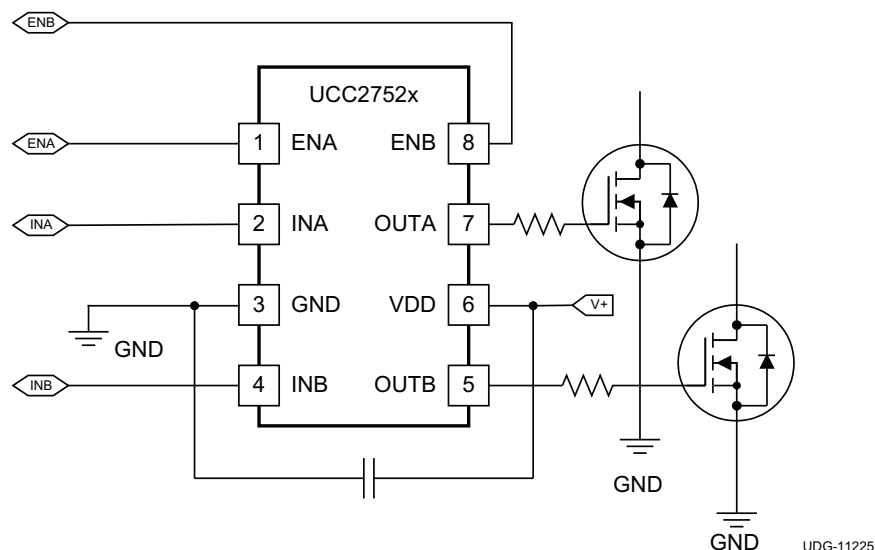 ENB
UCC2752x
ENA 1 ENA ENB 8
INA 2 INA OUTA 7
3 GND VDD 6 V+
GND
INB 4 INB OUTB 5
GND
GND
UDG-11225